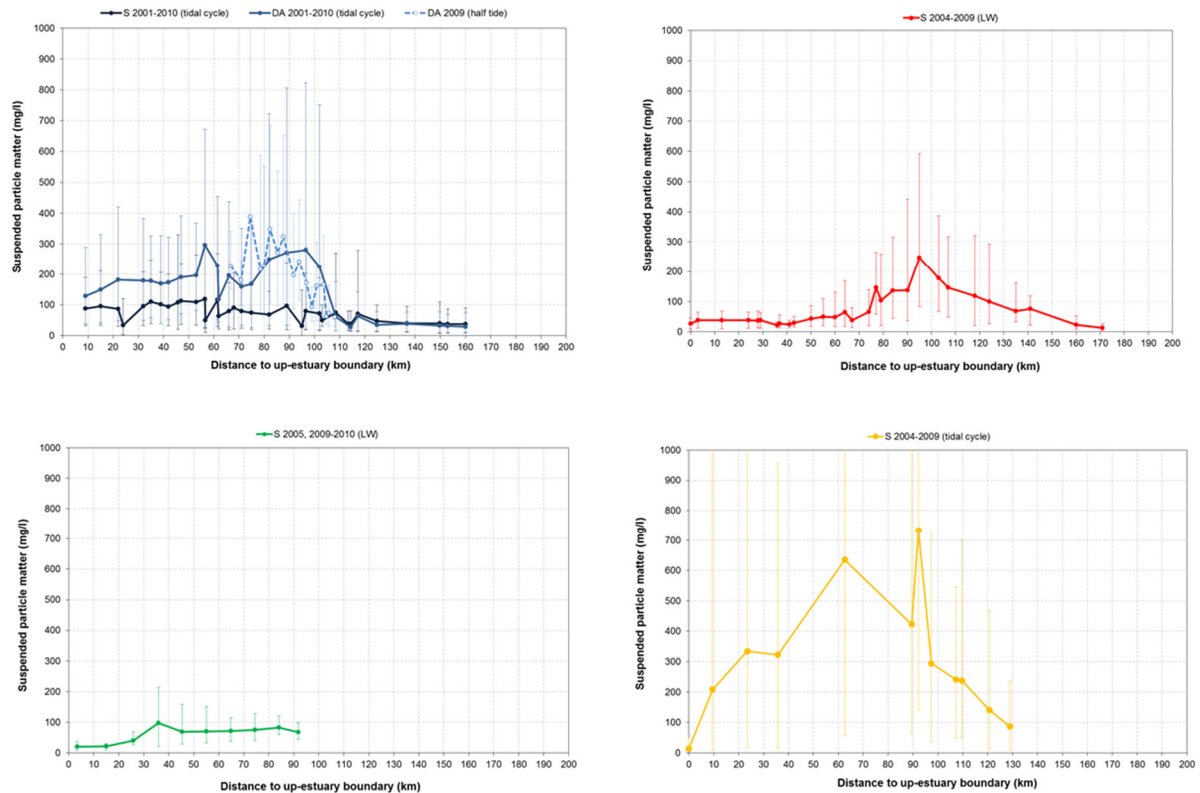 S 2001-2010 (tidal cycle) DA 2001-2010 (tidal cycle) DA 2009 (half tide)
Suspended particle matter (mg/l)
1000
900
800
700
600
500
400
300
200
100
0
0 10 20 30 40 50 60 70 80 90 100 110 120 130 140 150 160 170 180 190 200
Distance to up-estuary boundary (km)
S 2004-2009 (LW)
Suspended particle matter (mg/l)
1000
900
800
700
600
500
400
300
200
100
0
0 10 20 30 40 50 60 70 80 90 100 110 120 130 140 150 160 170 180 190 200
Distance to up-estuary boundary (km)
S 2005, 2009-2010 (LW)
Suspended particle matter (mg/l)
1000
900
800
700
600
500
400
300
200
100
0
0 10 20 30 40 50 60 70 80 90 100 110 120 130 140 150 160 170 180 190 200
Distance to up-estuary boundary (km)
S 2004-2009 (tidal cycle)
Suspended particle matter (mg/l)
1000
900
800
700
600
500
400
300
200
100
0
0 10 20 30 40 50 60 70 80 90 100 110 120 130 140 150 160 170 180 190 200
Distance to up-estuary boundary (km)